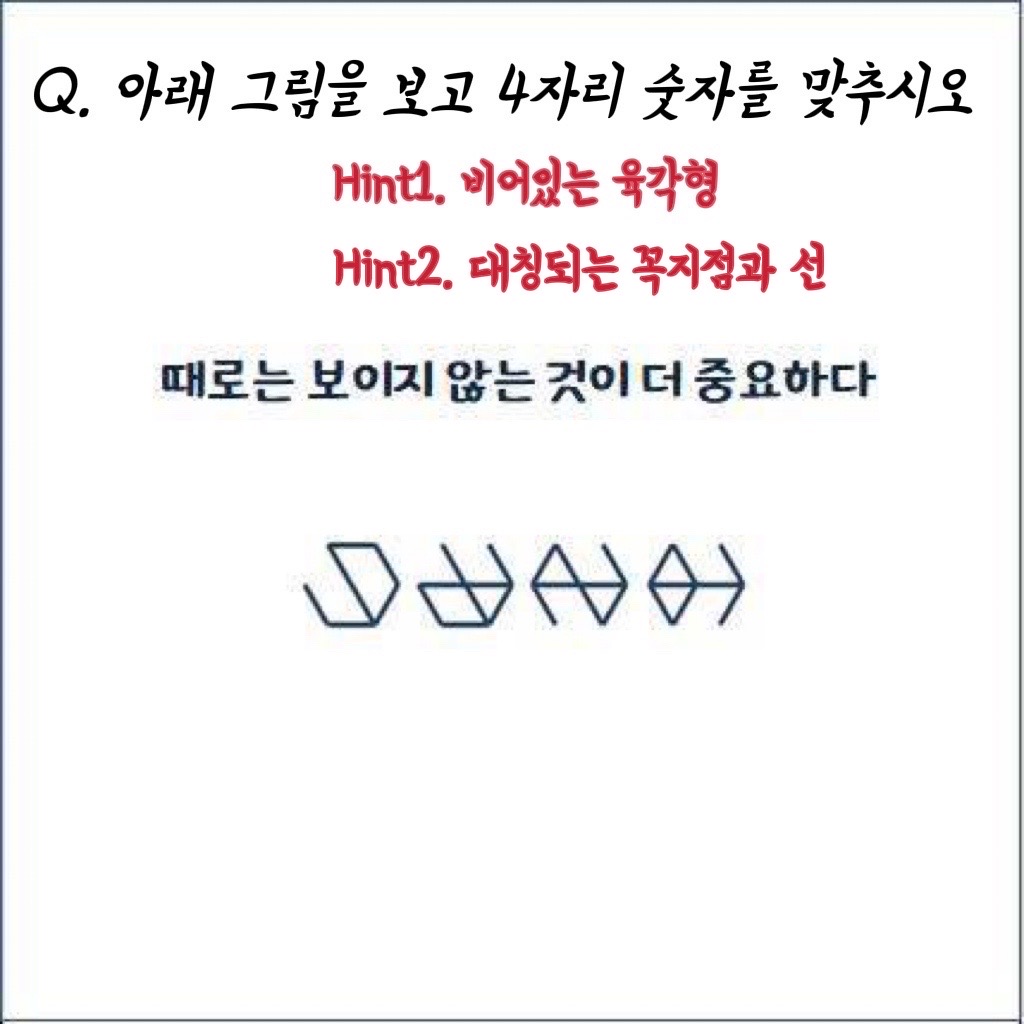 Q. 아래 그림을 보고 4자리 숫자를 맞추시오
Hint1. 비어있는 육각형
Hint2. 대칭되는 꼭지점과 선
때로는 보이지 않는 것이 더 중요하다